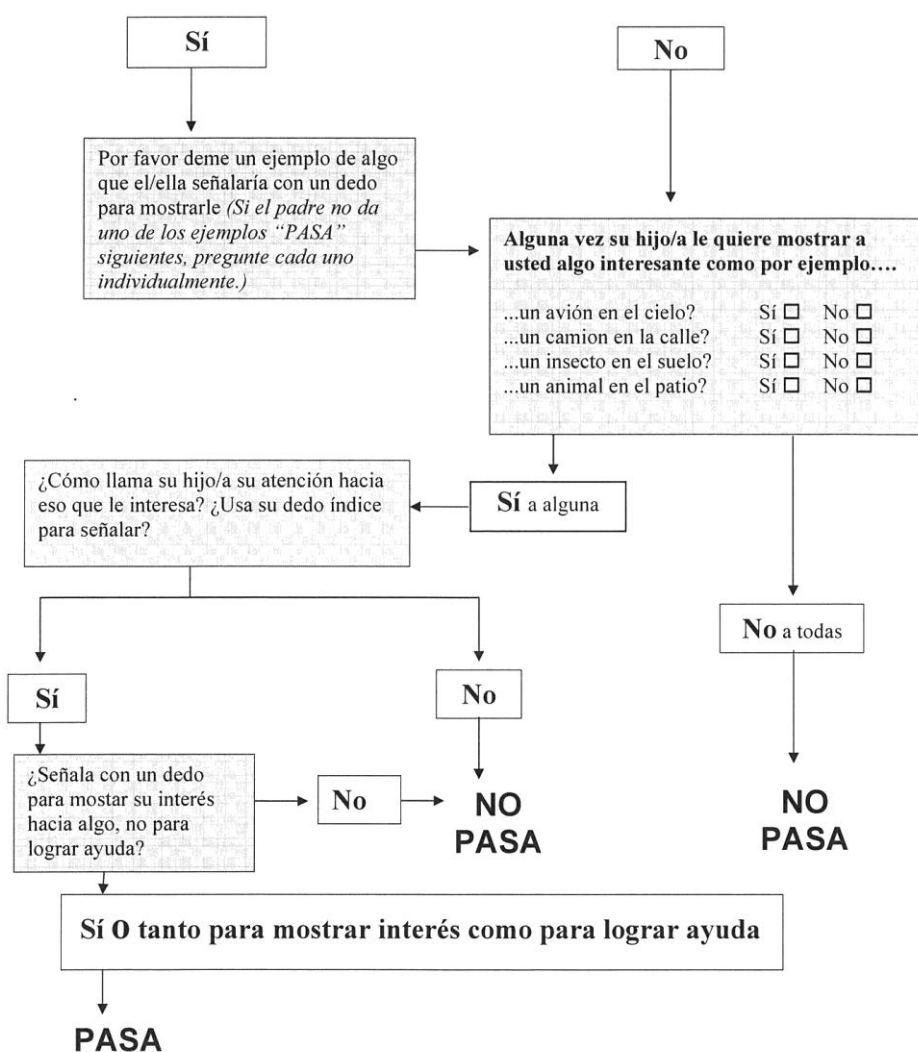 Sí
No
Por favor deme un ejemplo de algo
que el/ella señalaría con un dedo
para mostrarle (Si el padre no da
uno de los ejemplos “PASA”
siguientes, pregunte cada uno
individualmente.)
Alguna vez su hijo/a le quiere mostrar a
usted algo interesante como por ejemplo….
...un avión en el cielo? Sí ☐ No ☐
...un camion en la calle? Sí ☐ No ☐
...un insecto en el suelo? Sí ☐ No ☐
...un animal en el patio? Sí ☐ No ☐
¿Cómo llama su hijo/a su atención hacia
eso que le interesa? ¿Usa su dedo índice
para señalar?
Sí a alguna
No a todas
Sí
No
¿Señala con un dedo
para mostar su interés
hacia algo, no para
lograr ayuda?
No
NO
PASA
NO
PASA
Sí O tanto para mostrar interés como para lograr ayuda
PASA